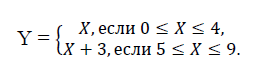 Y = { X, если 0 ≤ X ≤ 4,
X + 3, если 5 ≤ X ≤ 9.